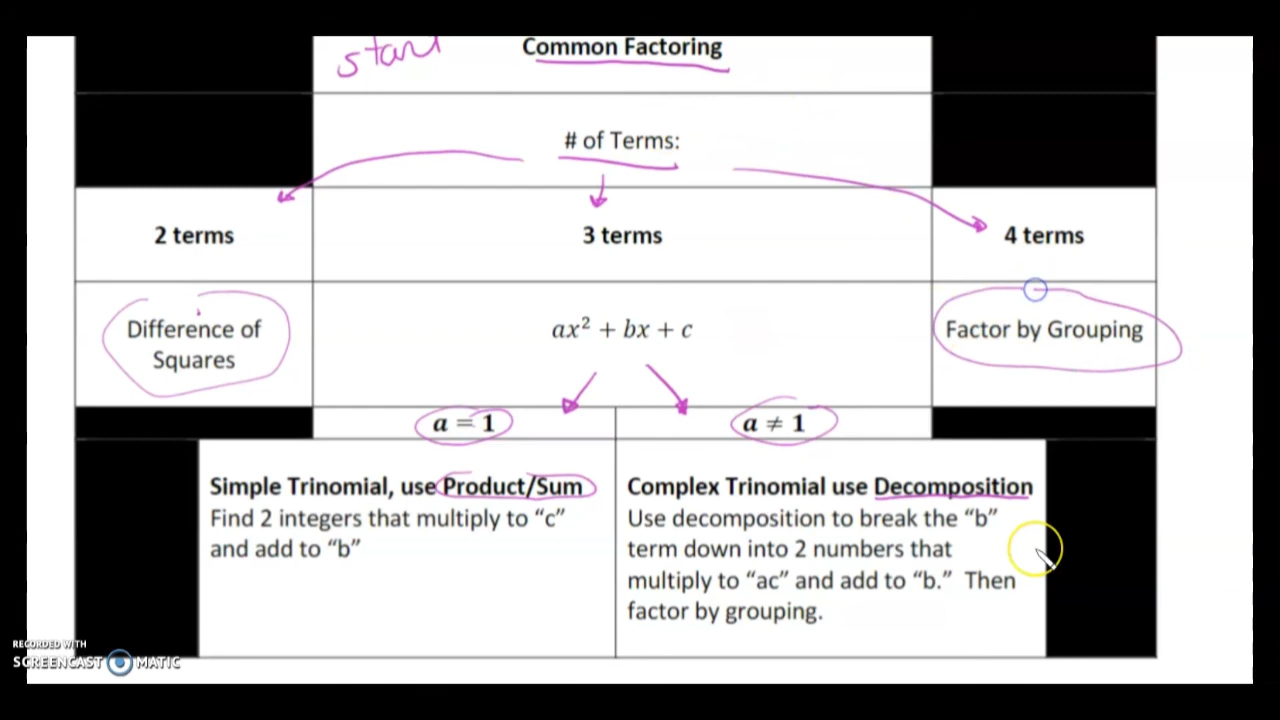 start
Common Factoring
# of Terms:
2 terms
3 terms
4 terms
Difference of
Squares
ax² + bx + c
Factor by Grouping
a = 1
a ≠ 1
Simple Trinomial, use Product/Sum
Find 2 integers that multiply to “c”
and add to “b”
Complex Trinomial use Decomposition
Use decomposition to break the “b”
term down into 2 numbers that
multiply to “ac” and add to “b.” Then
factor by grouping.
RECORDED WITH
SCREENCAST MATIC